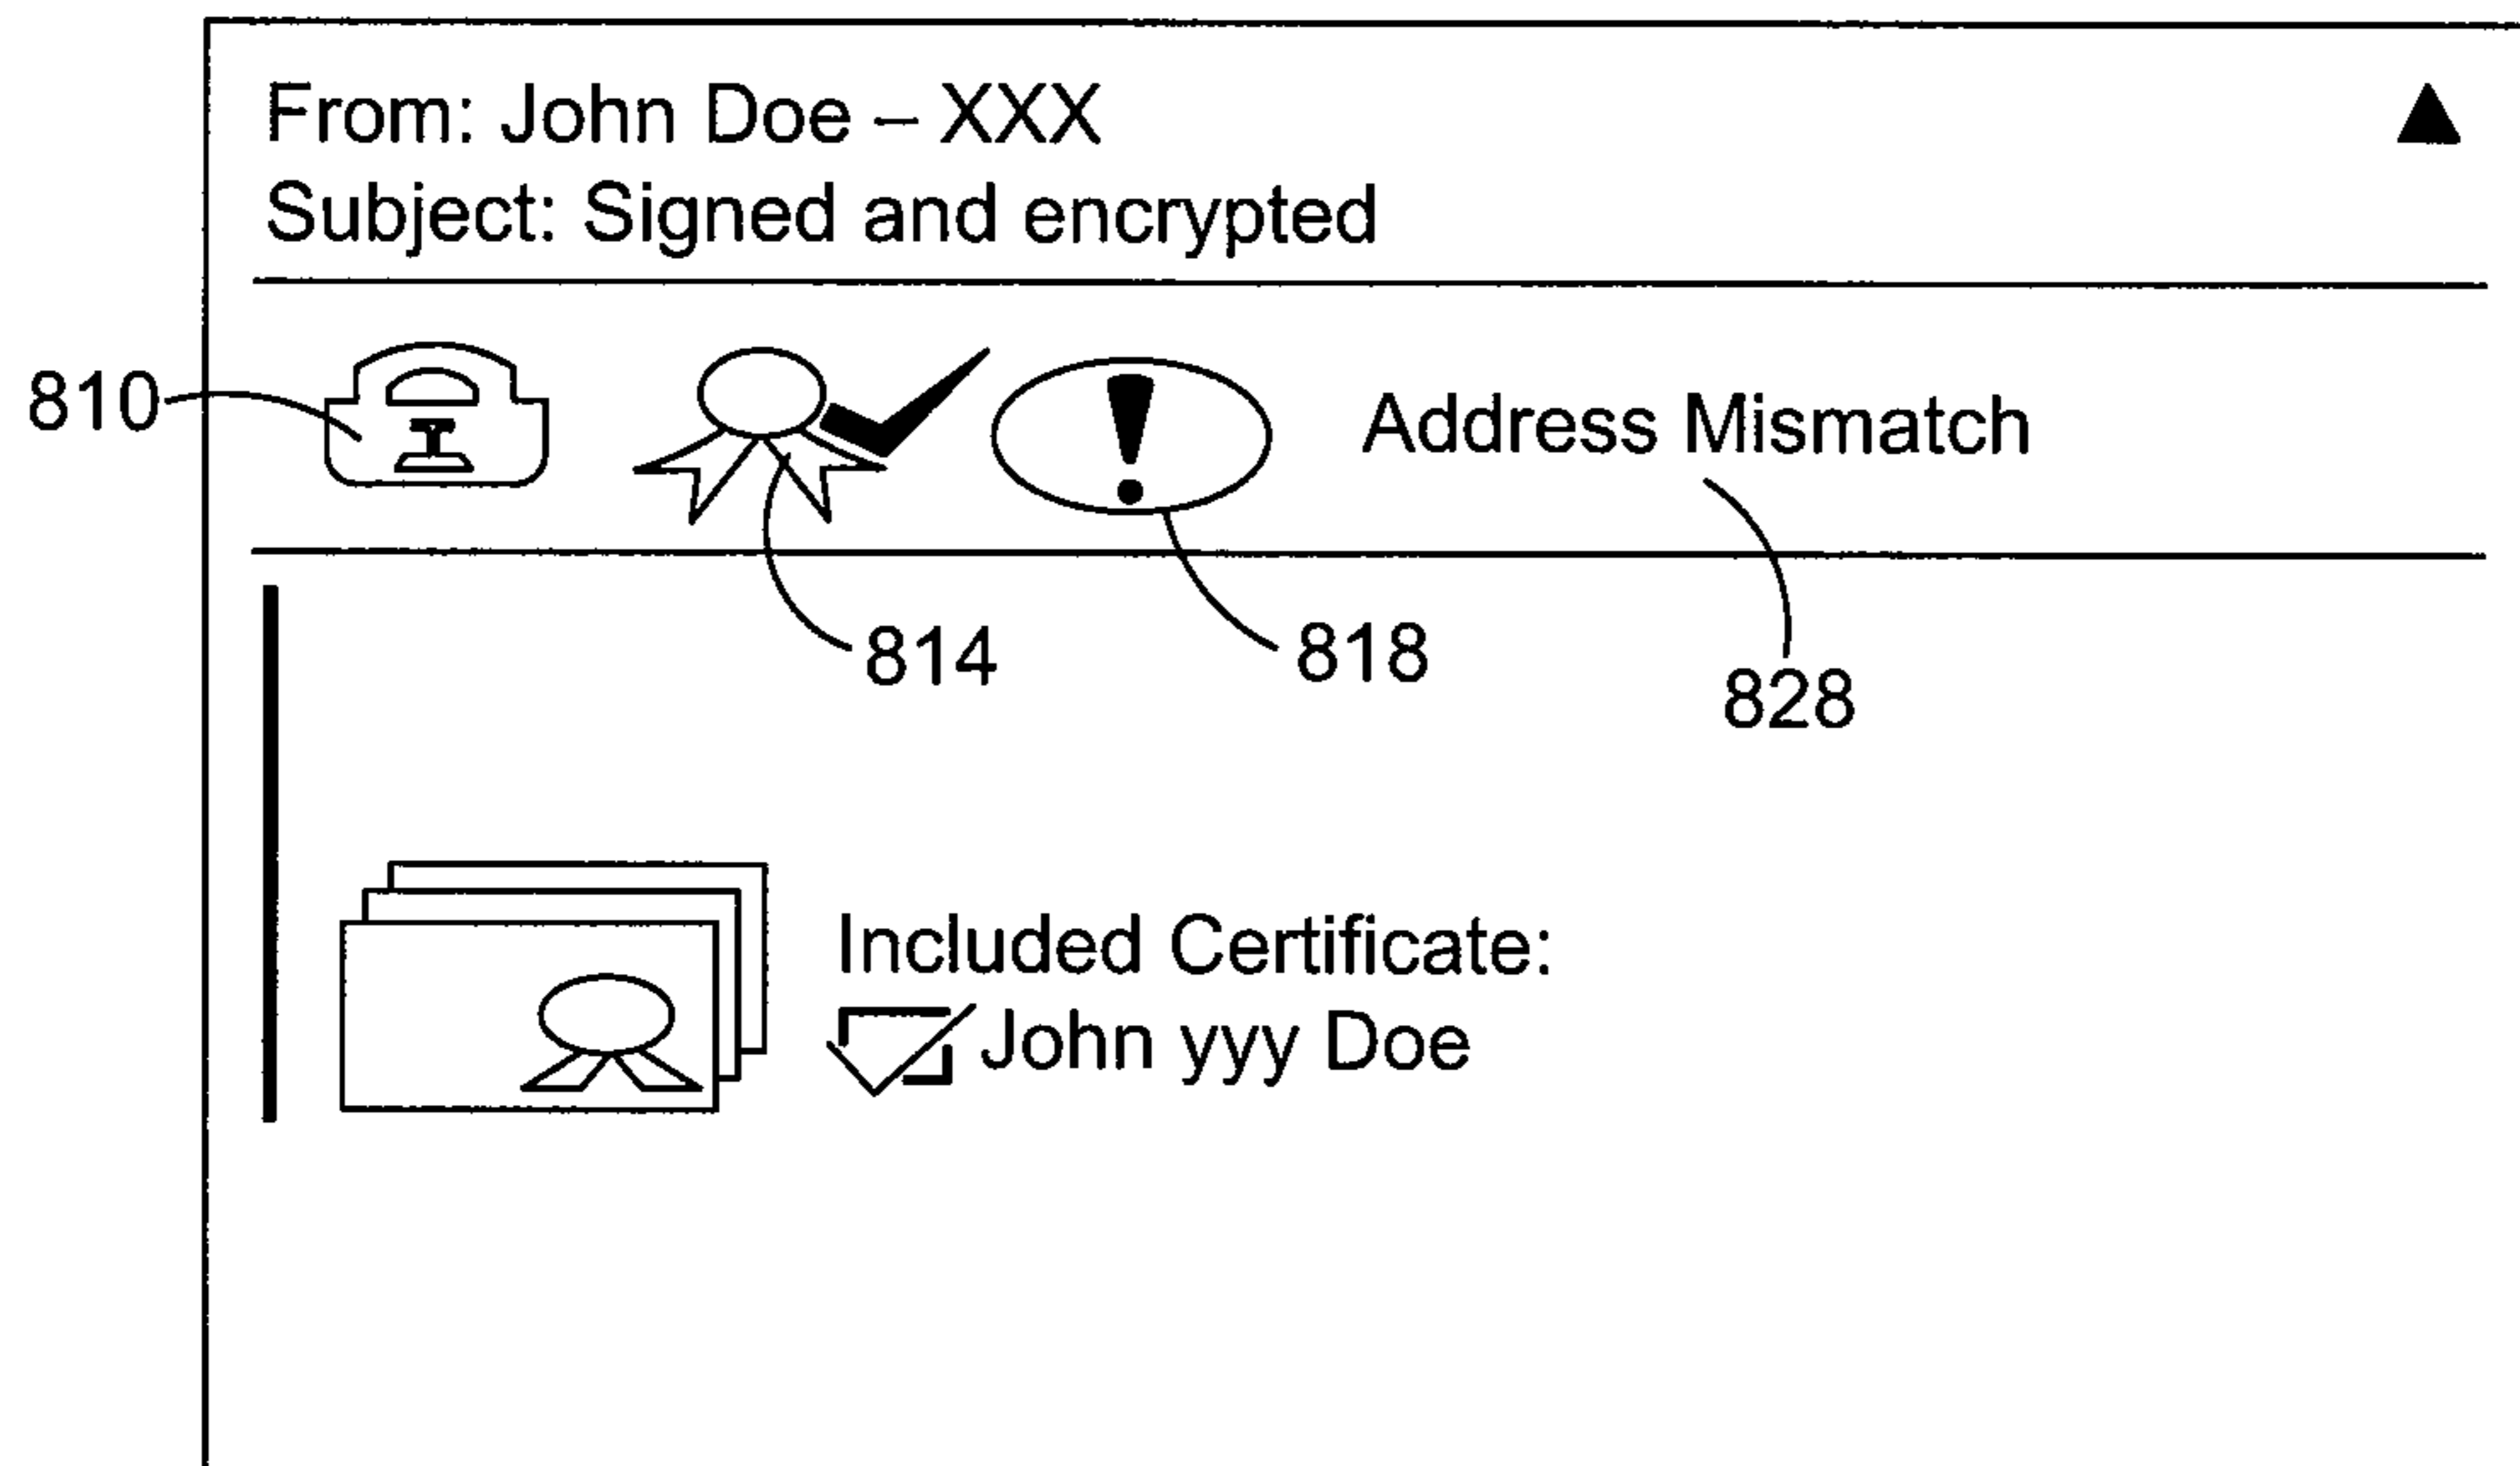 From: John Doe – XXX
Subject: Signed and encrypted
810
Address Mismatch
814
818
828
Included Certificate:
John yyy Doe